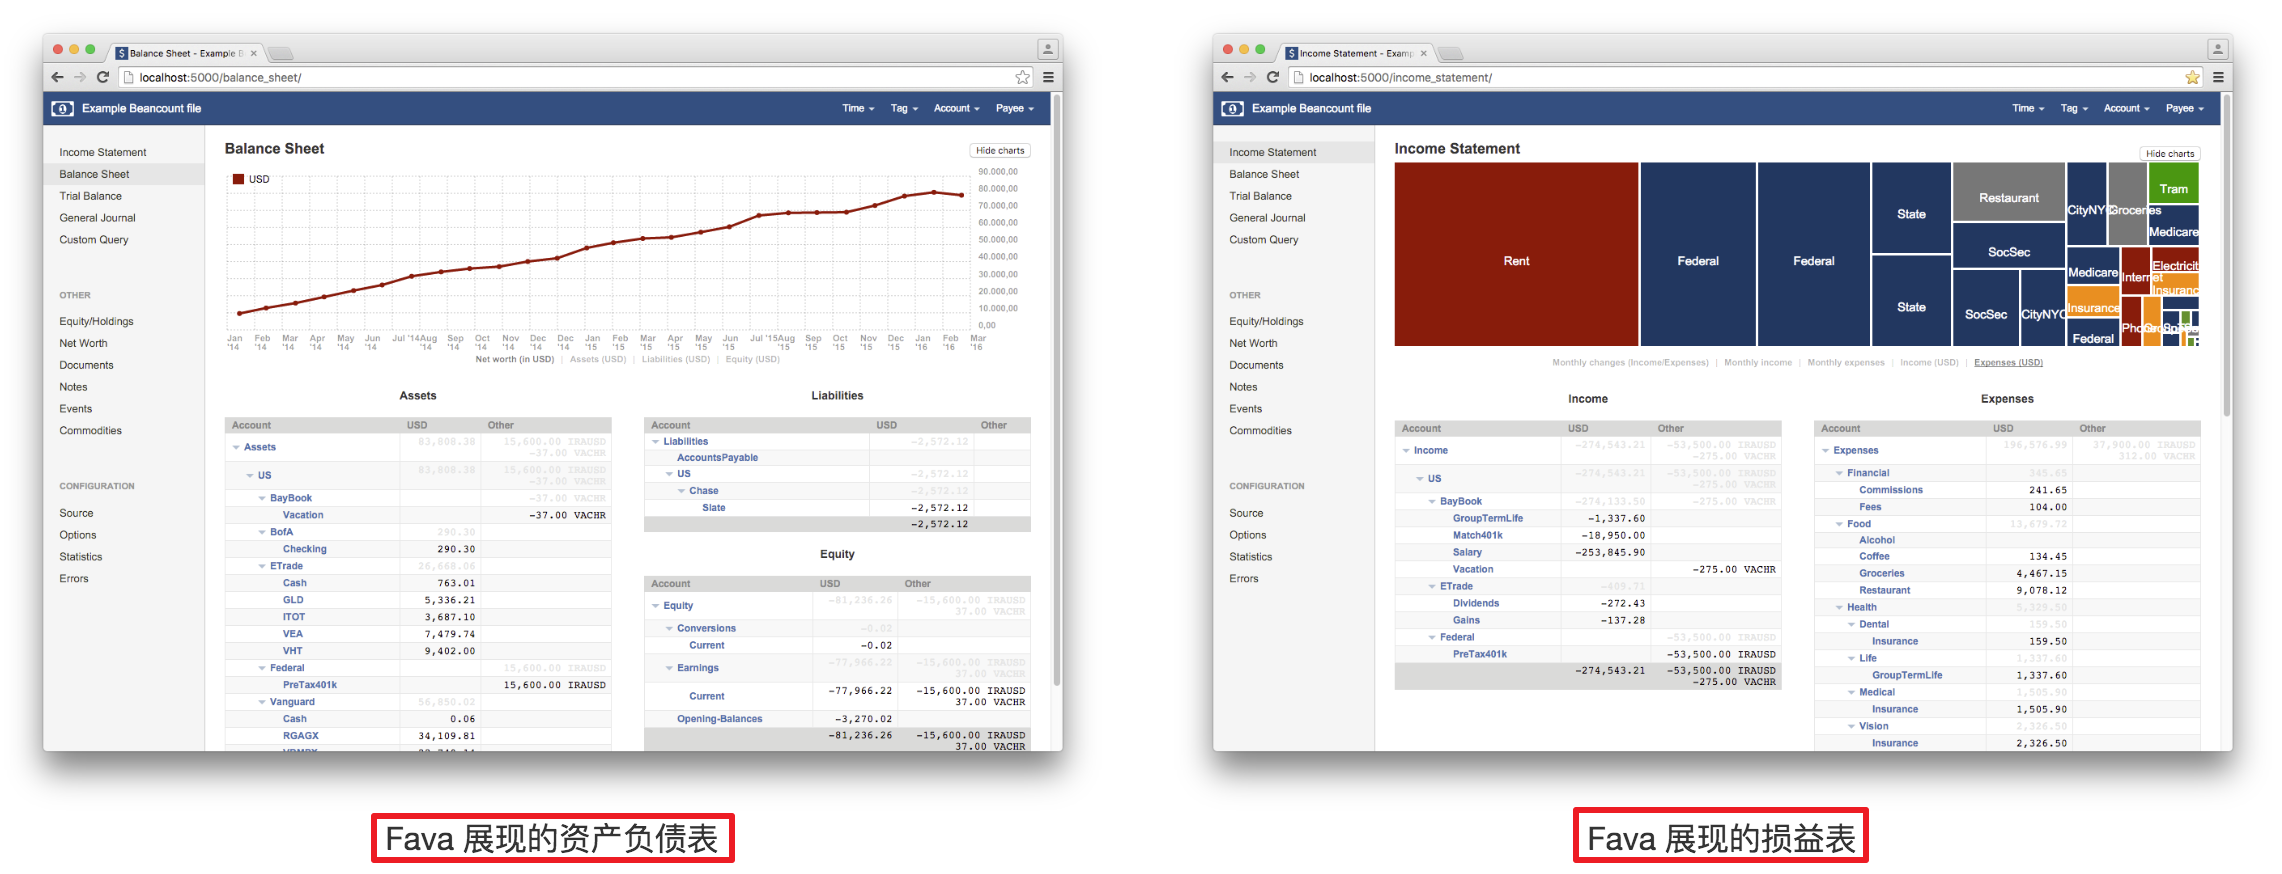 Balance Sheet - Example B
localhost:5000/balance_sheet/
Example Beancount file
Time Tag Account Payee
Income Statement
Balance Sheet
Trial Balance
General Journal
Custom Query
OTHER
Equity/Holdings
Net Worth
Documents
Notes
Events
Commodities
CONFIGURATION
Source
Options
Statistics
Errors
Balance Sheet
Hide charts
USD
90.000,00
80.000,00
70.000,00
60.000,00
50.000,00
40.000,00
30.000,00
20.000,00
10.000,00
0,00
Jan '14 Feb '14 Mar '14 Apr '14 May '14 Jun '14 Jul '14 Aug '14 Sep '14 Oct '14 Nov '14 Dec '14 Dec '14 Jan '15 Feb '15 Mar '15 Apr '15 May '15 Jun '15 Jul '15 Aug '15 Sep '15 Oct '15 Nov '15 Dec '15 Jan '16 Feb '16 Mar '16
Net worth (in USD) | Assets (USD) | Liabilities (USD) | Equity (USD)
Assets
Account USD Other
Assets 83,808.38 15,600.00 IRAUSD
-37.00 VACHR
US 83,808.38 15,600.00 IRAUSD
-37.00 VACHR
BayBook -37.00 VACHR
Vacation -37.00 VACHR
BofA 290.30
Checking 290.30
ETrade 26,668.06
Cash 763.01
GLD 5,336.21
ITOT 3,687.10
VEA 7,479.74
VHT 9,402.00
Federal 15,600.00 IRAUSD
PreTax401k 15,600.00 IRAUSD
Vanguard 56,850.02
Cash 0.06
RGAGX 34,109.81
Liabilities
Account USD Other
Liabilities -2,572.12
AccountsPayable
US -2,572.12
Chase -2,572.12
Slate -2,572.12
-2,572.12
Equity
Account USD Other
Equity -81,236.26 -15,600.00 IRAUSD
37.00 VACHR
Conversions -0.02
Current -0.02
Earnings -77,966.22 -15,600.00 IRAUSD
37.00 VACHR
Current -77,966.22 -15,600.00 IRAUSD
37.00 VACHR
Opening-Balances -3,270.02
-81,236.26 -15,600.00 IRAUSD
37.00 VACHR
Fava 展现的资产负债表
Income Statement - Examp
localhost:5000/income_statement/
Example Beancount file
Time Tag Account Payee
Income Statement
Balance Sheet
Trial Balance
General Journal
Custom Query
OTHER
Equity/Holdings
Net Worth
Documents
Notes
Events
Commodities
CONFIGURATION
Source
Options
Statistics
Errors
Income Statement
Hide charts
Rent
Federal
Federal
State
State
Restaurant
SocSec
SocSec
CityNYC
CityNYC
Groceries
Tram
Medicare
Medicare
Internet
Electricit
Insuranc
Insurance
Federal
Monthly changes (Income/Expenses) | Monthly income | Monthly expenses | Income (USD) | Expenses (USD)
Income
Account USD Other
Income -274,543.21 -53,500.00 IRAUSD
-275.00 VACHR
US -274,543.21 -53,500.00 IRAUSD
-275.00 VACHR
BayBook -274,133.50 -275.00 VACHR
GroupTermLife -1,337.60
Match401k -18,950.00
Salary -253,845.90
Vacation -275.00 VACHR
ETrade -409.71
Dividends -272.43
Gains -137.28
Federal -53,500.00 IRAUSD
PreTax401k -53,500.00 IRAUSD
-274,543.21 -53,500.00 IRAUSD
-275.00 VACHR
Expenses
Account USD Other
Expenses 196,576.99 37,900.00 IRAUSD
312.00 VACHR
Financial 345.65
Commissions 241.65
Fees 104.00
Food 13,679.72
Alcohol
Coffee 134.45
Groceries 4,467.15
Restaurant 9,078.12
Health 5,329.50
Dental 159.50
Insurance 159.50
Life 1,337.60
GroupTermLife 1,337.60
Medical 1,505.90
Insurance 1,505.90
Vision 2,326.50
Insurance 2,326.50
Fava 展现的损益表